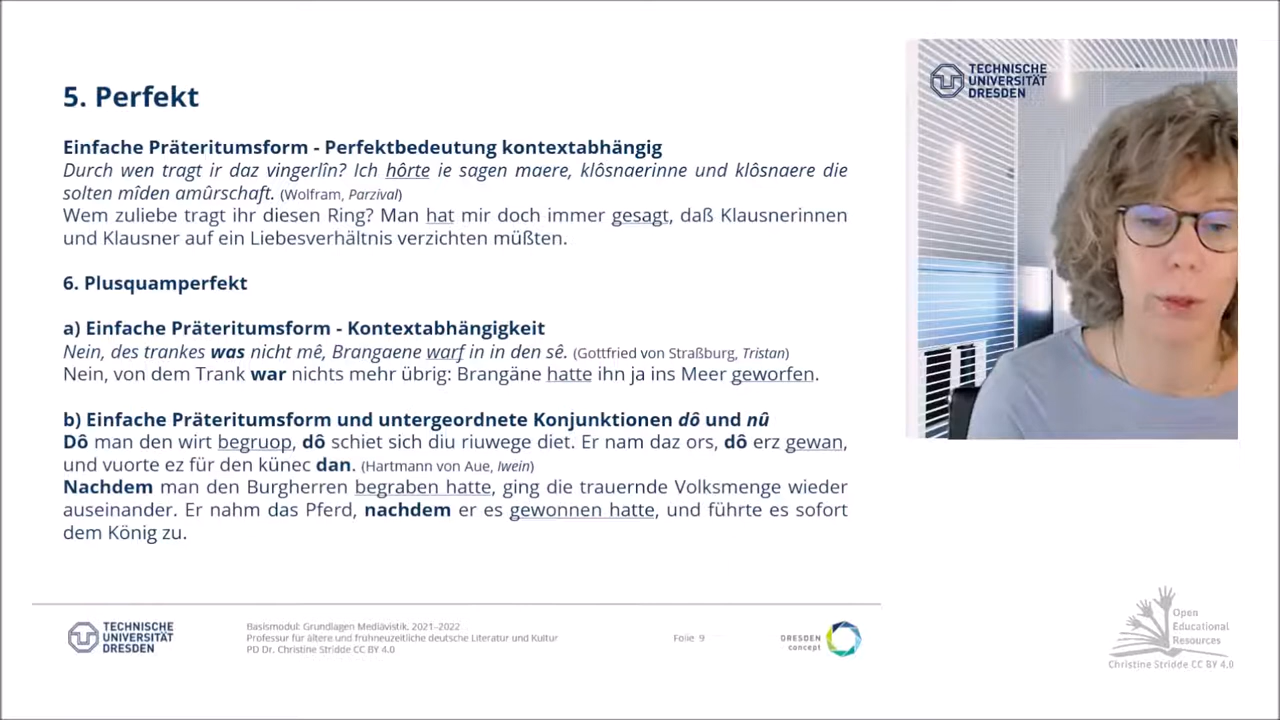 5. Perfekt
Einfache Präteritumsform - Perfektbedeutung kontextabhängig
Durch wen tragt ir daz vingerlîn? Ich hôrte ie sagen maere, klôsnaerinne und klôsnaere die
solten mîden amûrschaft. (Wolfram, Parzival)
Wem zuliebe tragt ihr diesen Ring? Man hat mir doch immer gesagt, daß Klausnerinnen
und Klausner auf ein Liebesverhältnis verzichten müßten.
6. Plusquamperfekt
a) Einfache Präteritumsform - Kontextabhängigkeit
Nein, des trankes was nicht mê, Brangaene warf in in den sê. (Gottfried von Straßburg, Tristan)
Nein, von dem Trank war nichts mehr übrig: Brangäne hatte ihn ja ins Meer geworfen.
b) Einfache Präteritumsform und untergeordnete Konjunktionen dô und nû
Dô man den wirt begruop, dô schiet sich diu riuwege diet. Er nam daz ors, dô erz gewan,
und vuorte ez für den künec dan. (Hartmann von Aue, Iwein)
Nachdem man den Burgherren begraben hatte, ging die trauernde Volksmenge wieder
auseinander. Er nahm das Pferd, nachdem er es gewonnen hatte, und führte es sofort
dem König zu.
TECHNISCHE
UNIVERSITÄT
DRESDEN
Basismodul: Grundlagen Mediävistik, 2021–2022
Professur für ältere und frühneuzeitliche deutsche Literatur und Kultur
PD Dr. Christine Stridde CC BY 4.0
Folie 9
DRESDEN
concept
TECHNISCHE
UNIVERSITÄT
DRESDEN
Open
Educational
Resources
Christine Stridde CC BY 4.0